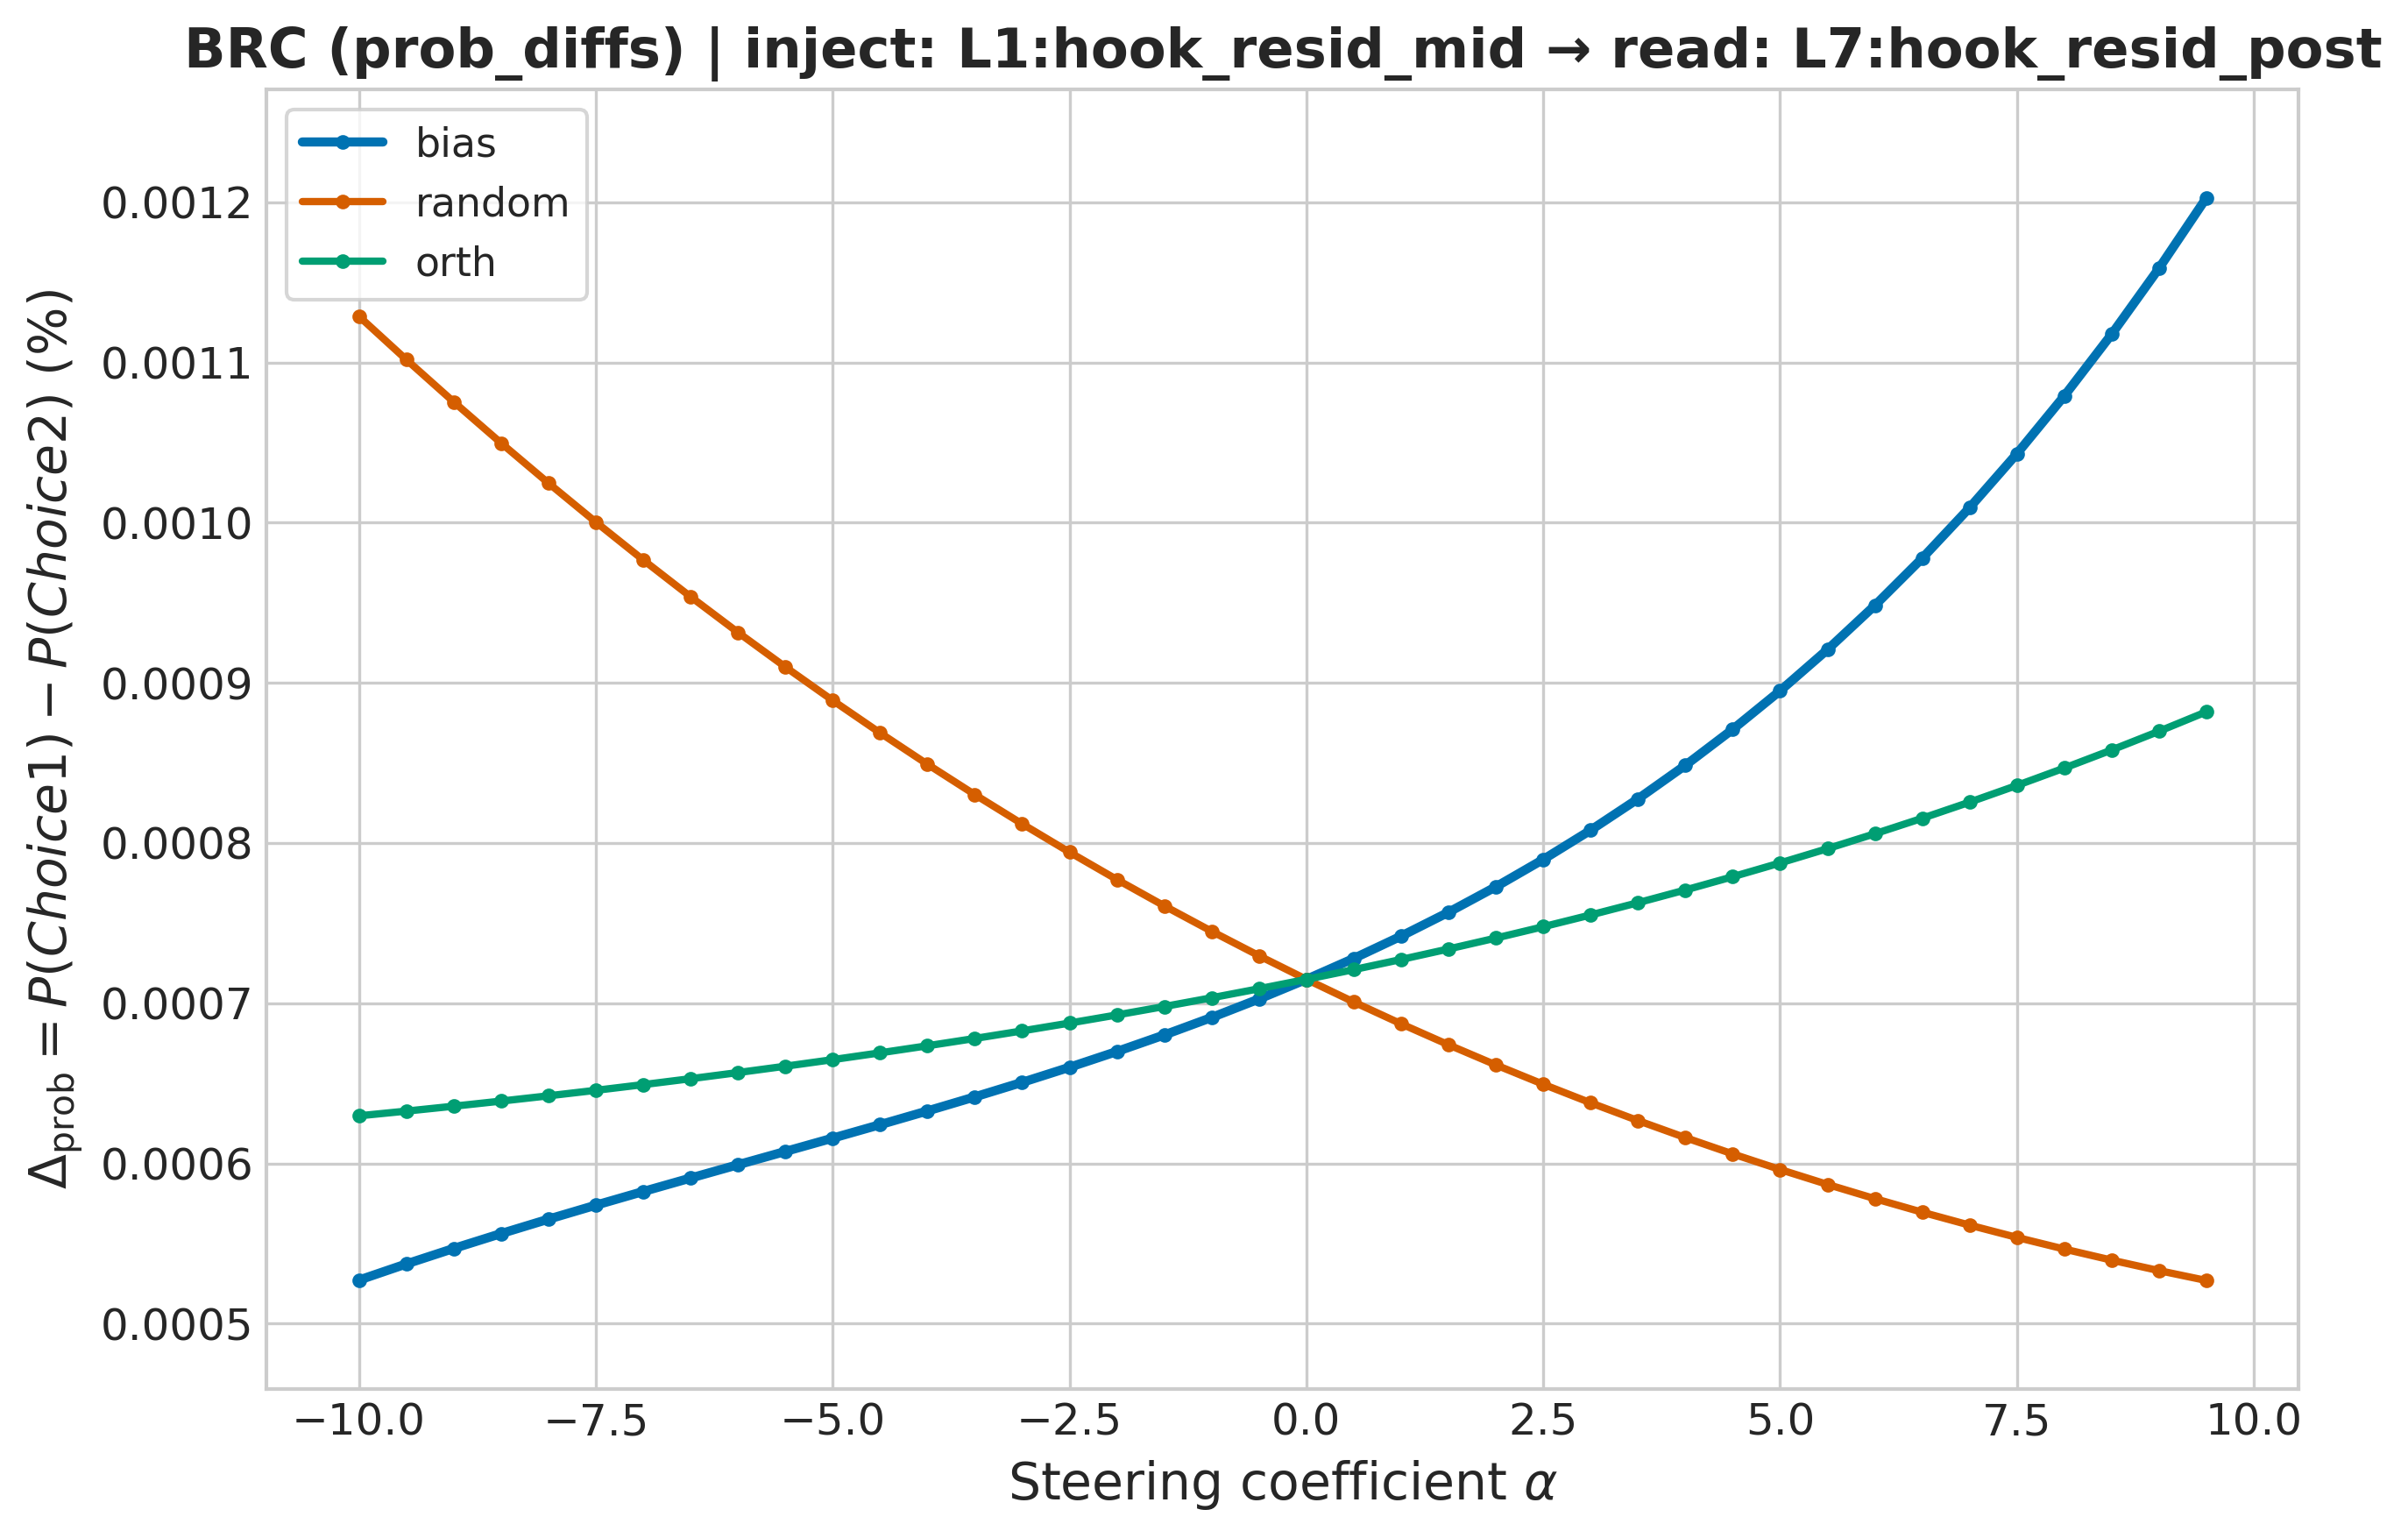 BRC (prob_diffs) | inject: L1:hook_resid_mid → read: L7:hook_resid_post
bias
random
orth
Δprob = P(Choice1) − P(Choice2) (%)
0.0012
0.0011
0.0010
0.0009
0.0008
0.0007
0.0006
0.0005
−10.0 −7.5 −5.0 −2.5 0.0 2.5 5.0 7.5 10.0
Steering coefficient α